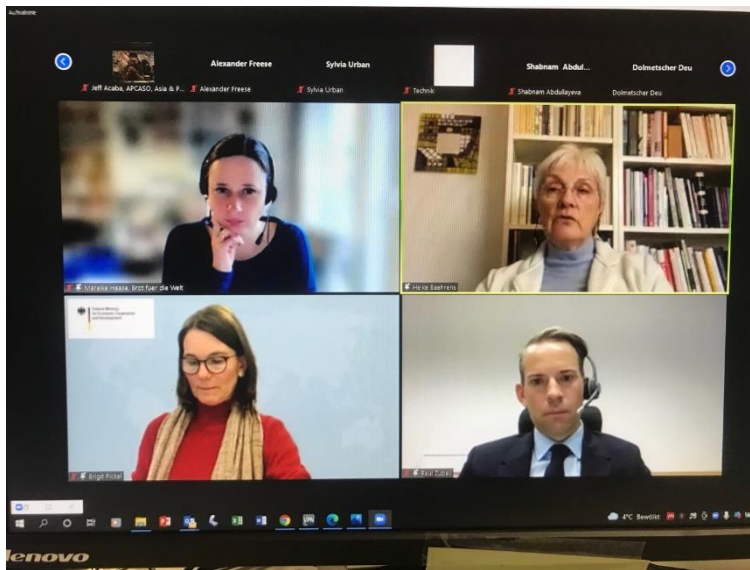 Aufnahme
Alexander Freese
Sylvia Urban
Shabnam Abdul...
Dolmetscher Deu
Jeff Acaba, APCASO, Asia & P...
Alexander Freese
Sylvia Urban
Technik
Shabnam Abdullayeva
Dolmetscher Deu
Mareike Haase, Brot fuer die Welt
Heike Baehrens
Federal Ministry
for Economic Cooperation
and Development
Birgit Pickel
Paul Zubeil
VPN
4°C Bewölkt
lenovo